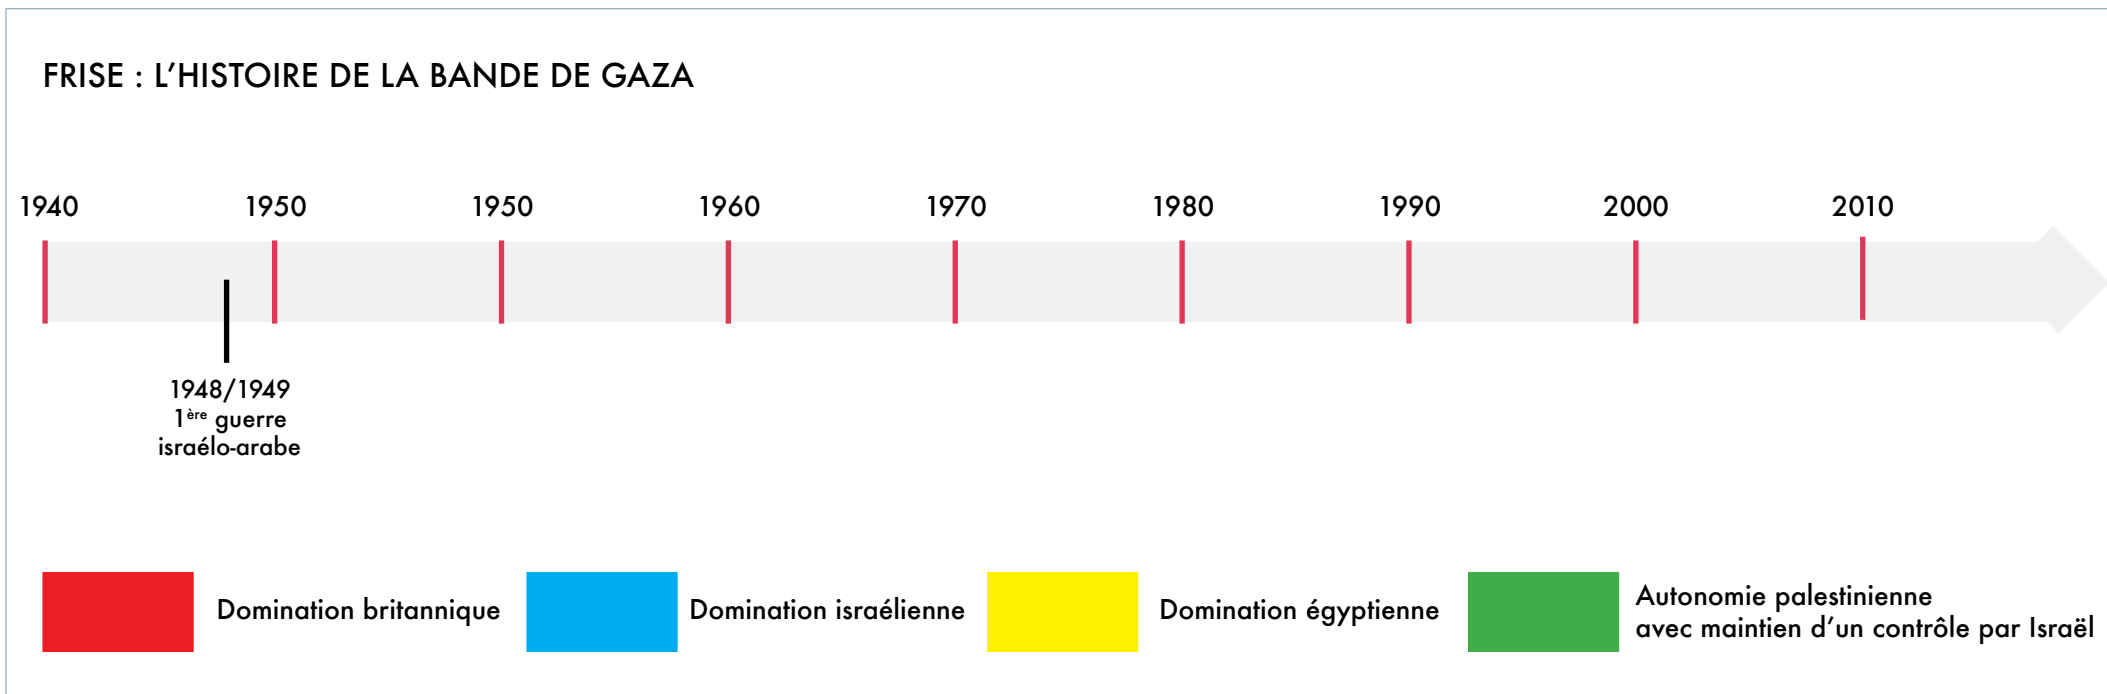 FRISE : L'HISTOIRE DE LA BANDE DE GAZA
1940 1950 1950 1960 1970 1980 1990 2000 2010
1948/1949
1ère guerre
israélo-arabe
Domination britannique
Domination israélienne
Domination égyptienne
Autonomie palestinienne
avec maintien d'un contrôle par Israël